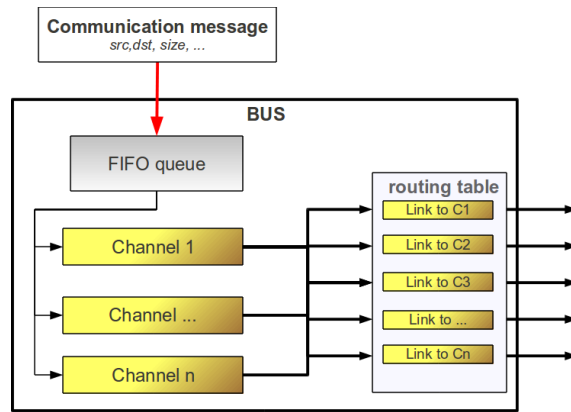 Communication message
src,dst, size, ...
BUS
FIFO queue
routing table
Link to C1
Channel 1
Link to C2
Link to C3
Channel ...
Link to ...
Link to Cn
Channel n